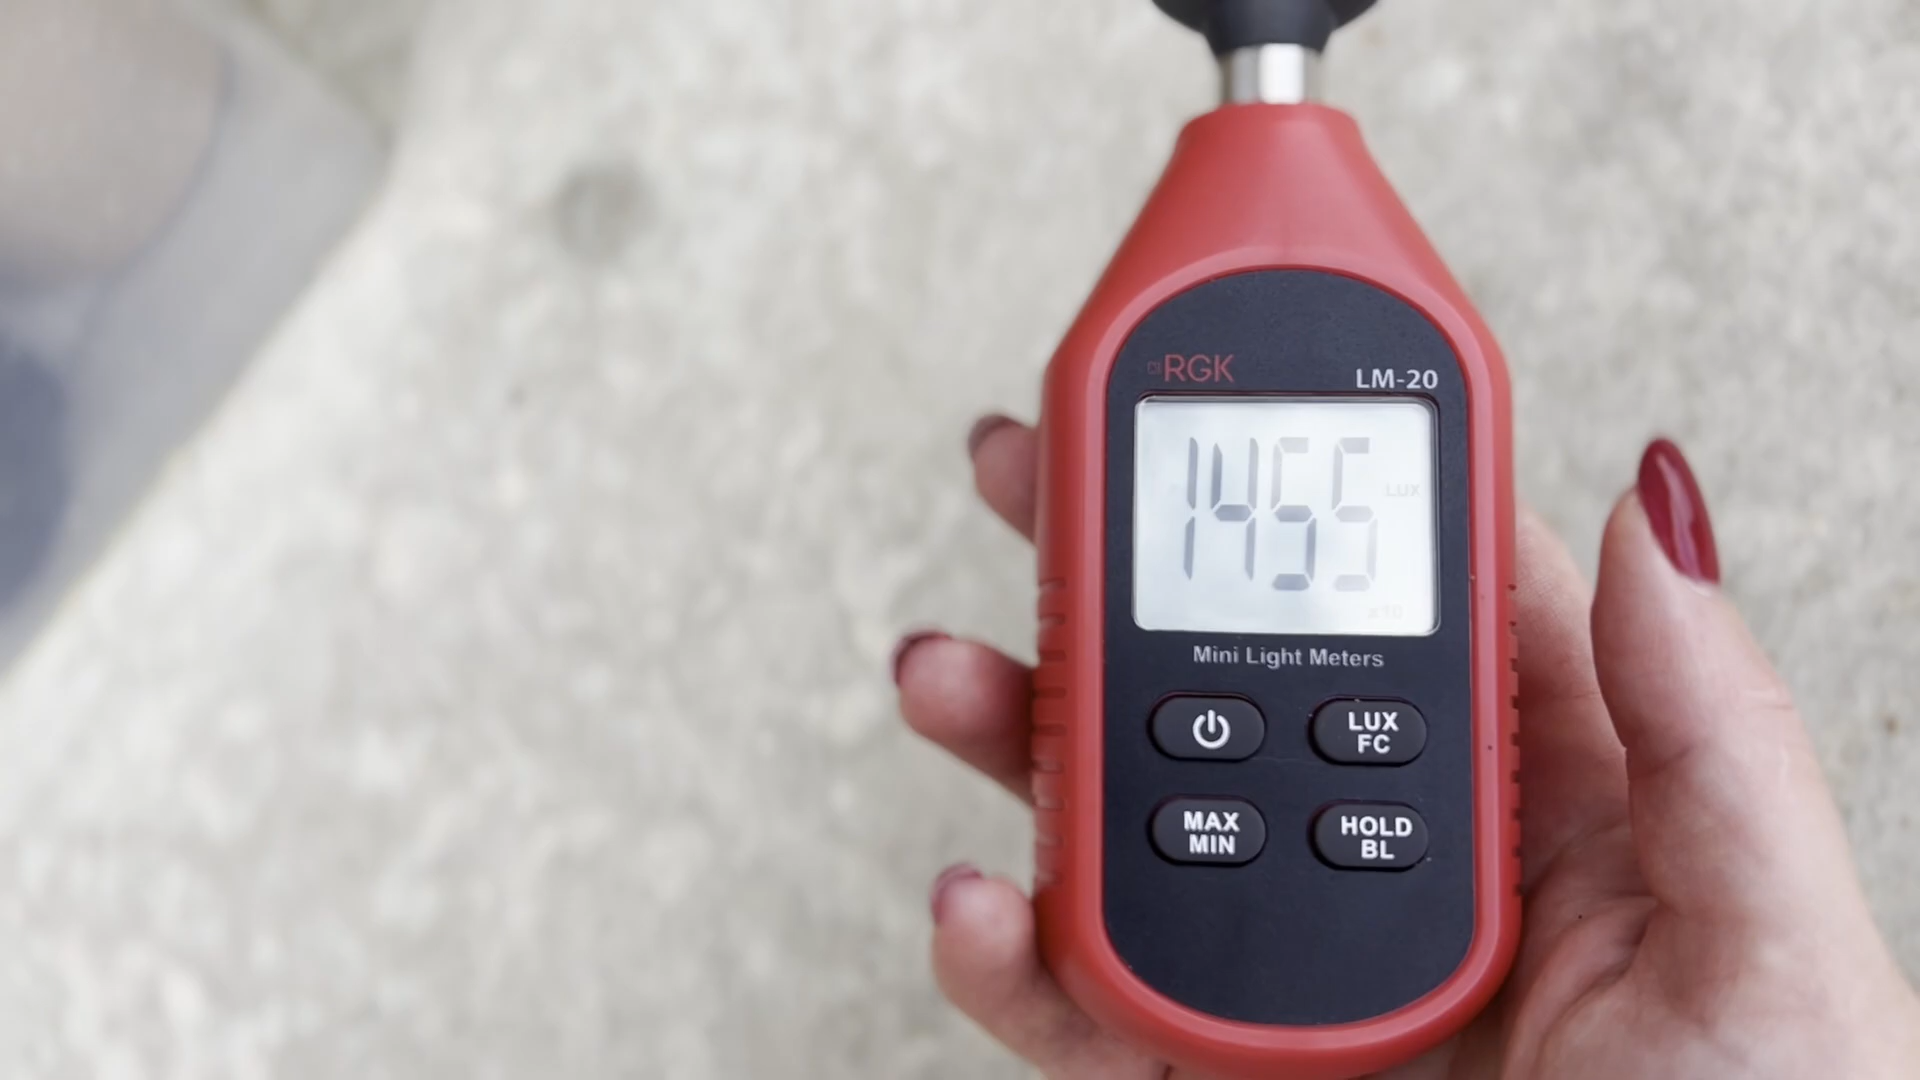 RGK
LM-20
1455
LUX
x10
Mini Light Meters
LUX
FC
MAX
MIN
HOLD
BL